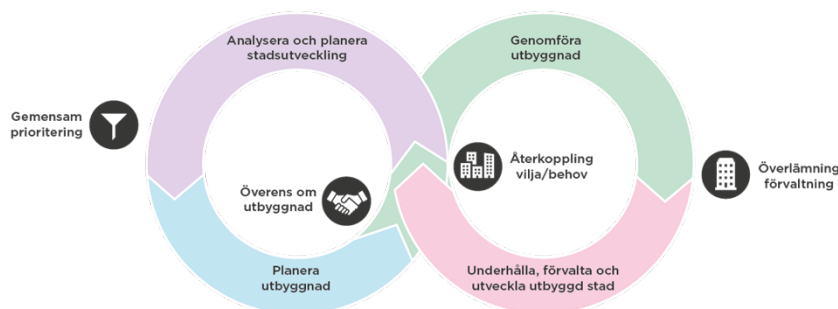 Analysera och planera
stadsutveckling
Genomföra
utbyggnad
Gemensam
prioritering
Överens om
utbyggnad
Återkoppling
vilja/behov
Överlämning
förvaltning
Planera
utbyggnad
Underhålla, förvalta och
utveckla utbyggd stad